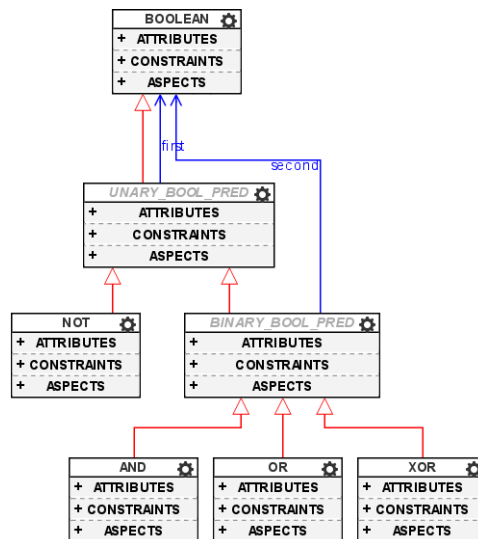 BOOLEAN
+ ATTRIBUTES
+ CONSTRAINTS
+ ASPECTS
first
second
UNARY_BOOL_PRED
+ ATTRIBUTES
+ CONSTRAINTS
+ ASPECTS
NOT
+ ATTRIBUTES
+ CONSTRAINTS
+ ASPECTS
BINARY_BOOL_PRED
+ ATTRIBUTES
+ CONSTRAINTS
+ ASPECTS
AND
+ ATTRIBUTES
+ CONSTRAINTS
+ ASPECTS
OR
+ ATTRIBUTES
+ CONSTRAINTS
+ ASPECTS
XOR
+ ATTRIBUTES
+ CONSTRAINTS
+ ASPECTS